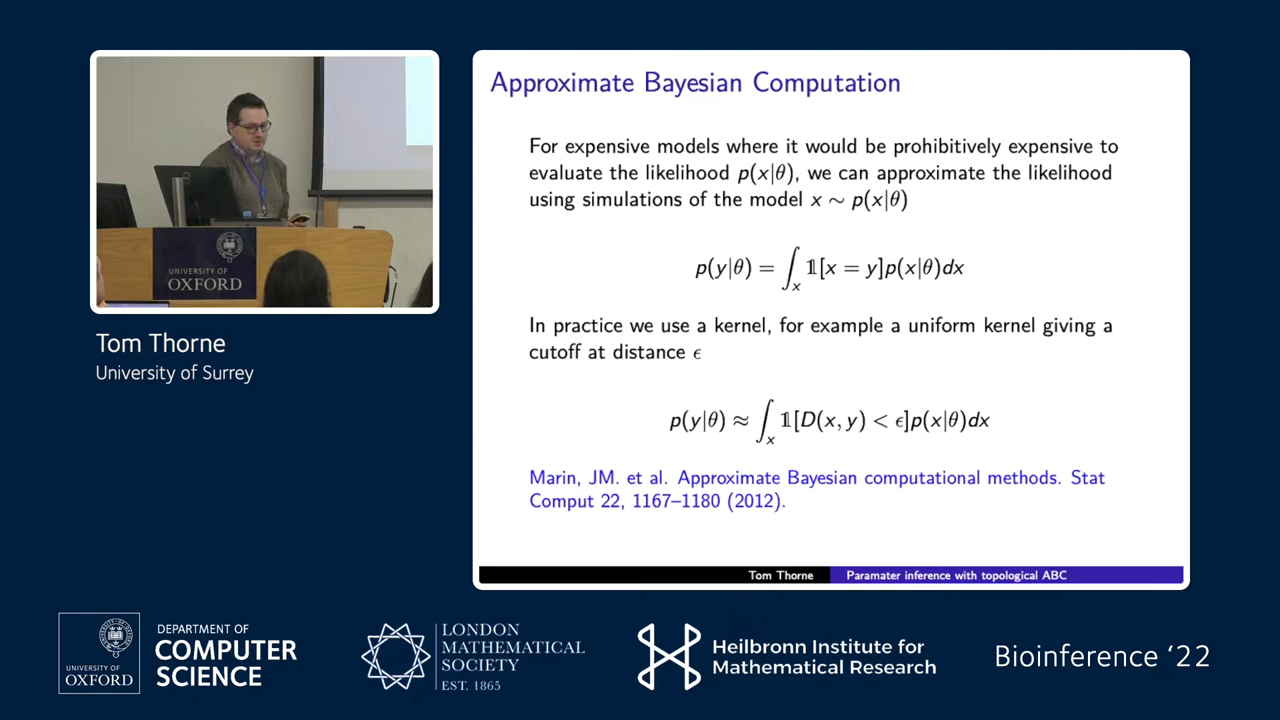 Approximate Bayesian Computation
For expensive models where it would be prohibitively expensive to
evaluate the likelihood p(x|θ), we can approximate the likelihood
using simulations of the model x ∼ p(x|θ)
p(y|θ) = ∫ₓ 𝟙[x = y]p(x|θ)dx
In practice we use a kernel, for example a uniform kernel giving a
cutoff at distance ϵ
p(y|θ) ≈ ∫ₓ 𝟙[D(x, y) < ϵ]p(x|θ)dx
Marin, JM. et al. Approximate Bayesian computational methods. Stat
Comput 22, 1167–1180 (2012).
Tom Thorne Paramater inference with topological ABC
UNIVERSITY OF
OXFORD
Tom Thorne
University of Surrey
UNIVERSITY OF
OXFORD
DEPARTMENT OF
COMPUTER
SCIENCE
LONDON
MATHEMATICAL
SOCIETY
EST. 1865
Heilbronn Institute for
Mathematical Research
Bioinference ‘22